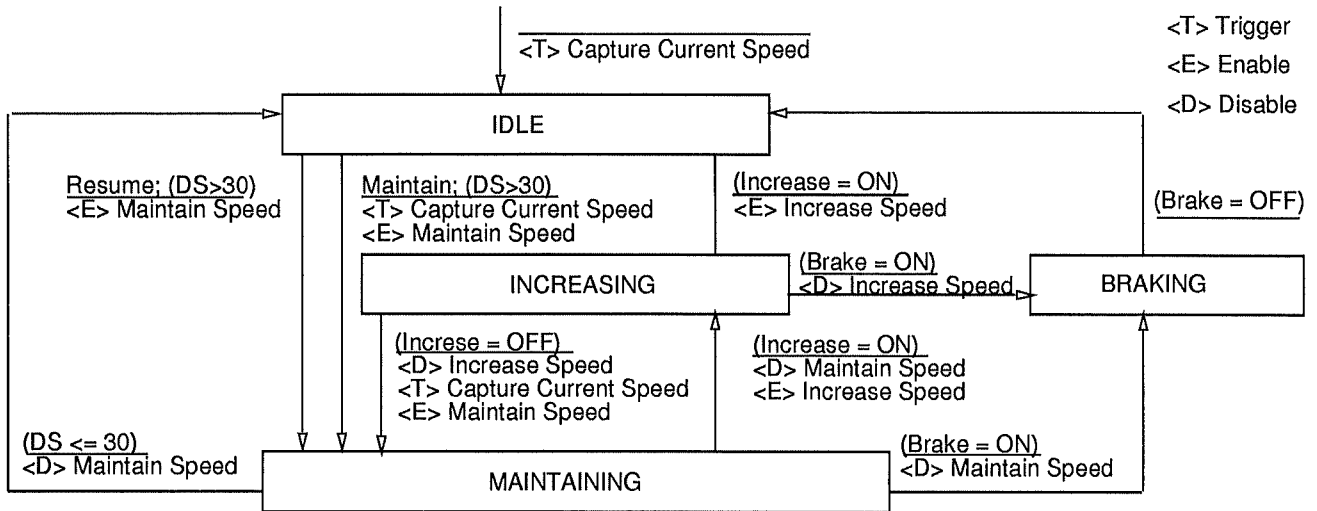 <T> Capture Current Speed
<T> Trigger
<E> Enable
<D> Disable
IDLE
Resume; (DS>30)
<E> Maintain Speed
Maintain; (DS>30)
<T> Capture Current Speed
<E> Maintain Speed
(Increase = ON)
<E> Increase Speed
(Brake = OFF)
INCREASING
(Brake = ON)
<D> Increase Speed
BRAKING
(Increse = OFF)
<D> Increase Speed
<T> Capture Current Speed
<E> Maintain Speed
(Increase = ON)
<D> Maintain Speed
<E> Increase Speed
(DS <= 30)
<D> Maintain Speed
(Brake = ON)
<D> Maintain Speed
MAINTAINING